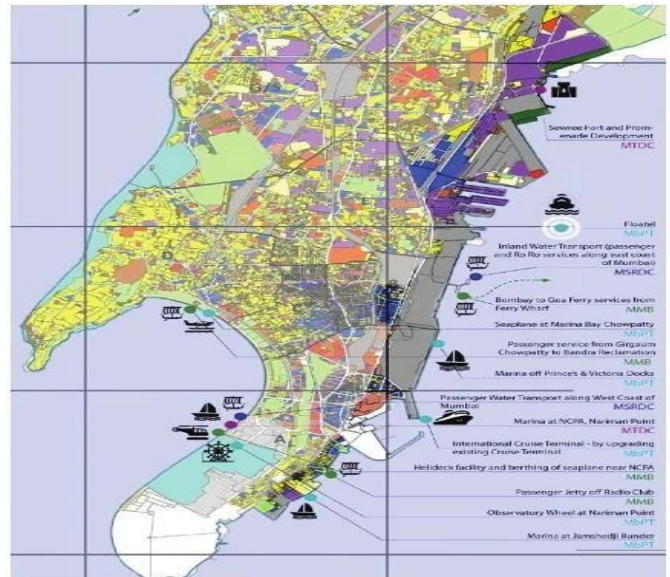 Sewree Fort and Prom-
enade Development
MTDC
Floatel
MbPT
Inland Water Transport (passenger
and Ro Ro services along east coast
of Mumbai)
MSRDC
Bombay to Goa Ferry services from
Ferry Wharf
MMB
Seaplane at Marina Bay Chowpatty
MbPT
Passenger service from Girgaum
Chowpatty to Bandra Reclamation
MMB
Marina off Prince's & Victoria Docks
MbPT
Passenger Water Transport along West Coast of
Mumbai
MSRDC
Marina at NCPA, Nariman Point
MTDC
International Cruise Terminal - by upgrading
existing Cruise Terminal
MbPT
Helideck facility and berthing of seaplane near NCPA
MMB
Passenger Jetty off Radio Club
MMB
Observatory Wheel at Nariman Point
MbPT
Marina at Jamshedji Bunder
MbPT
D
A